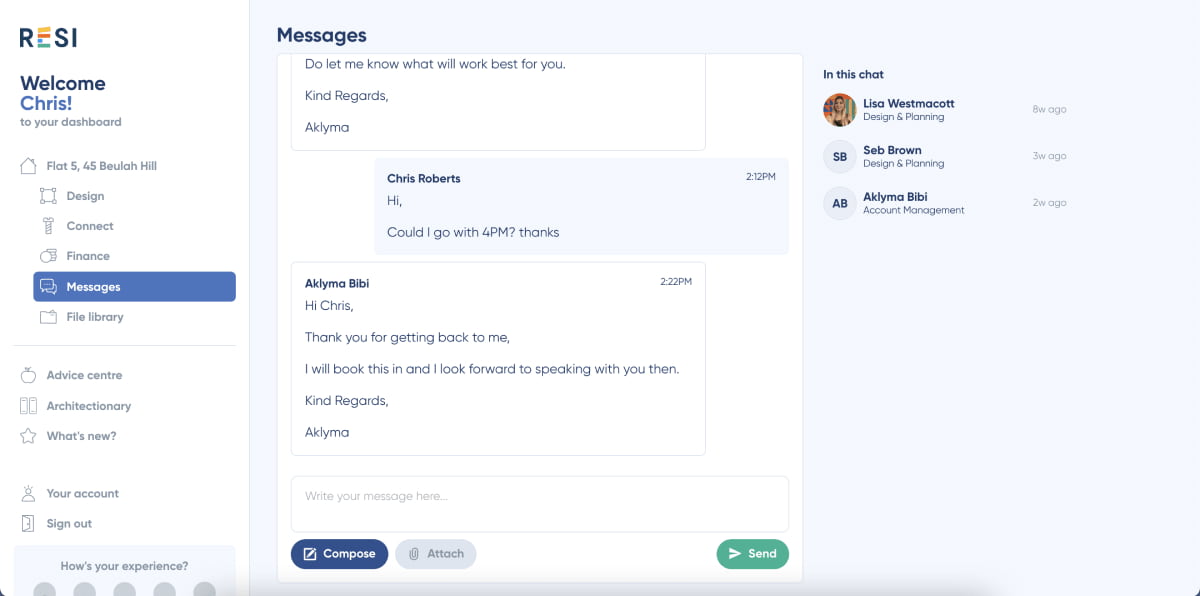 RESI
Welcome
Chris!
to your dashboard
Flat 5, 45 Beulah Hill
Design
Connect
Finance
Messages
File library
Advice centre
Architectionary
What's new?
Your account
Sign out
How's your experience?
Messages
Do let me know what will work best for you.
Kind Regards,
Aklyma
Chris Roberts 2:12PM
Hi,
Could I go with 4PM? thanks
Aklyma Bibi 2:22PM
Hi Chris,
Thank you for getting back to me,
I will book this in and I look forward to speaking with you then.
Kind Regards,
Aklyma
Write your message here...
Compose Attach Send
In this chat
Lisa Westmacott
Design & Planning
8w ago
SB
Seb Brown
Design & Planning
3w ago
AB
Aklyma Bibi
Account Management
2w ago